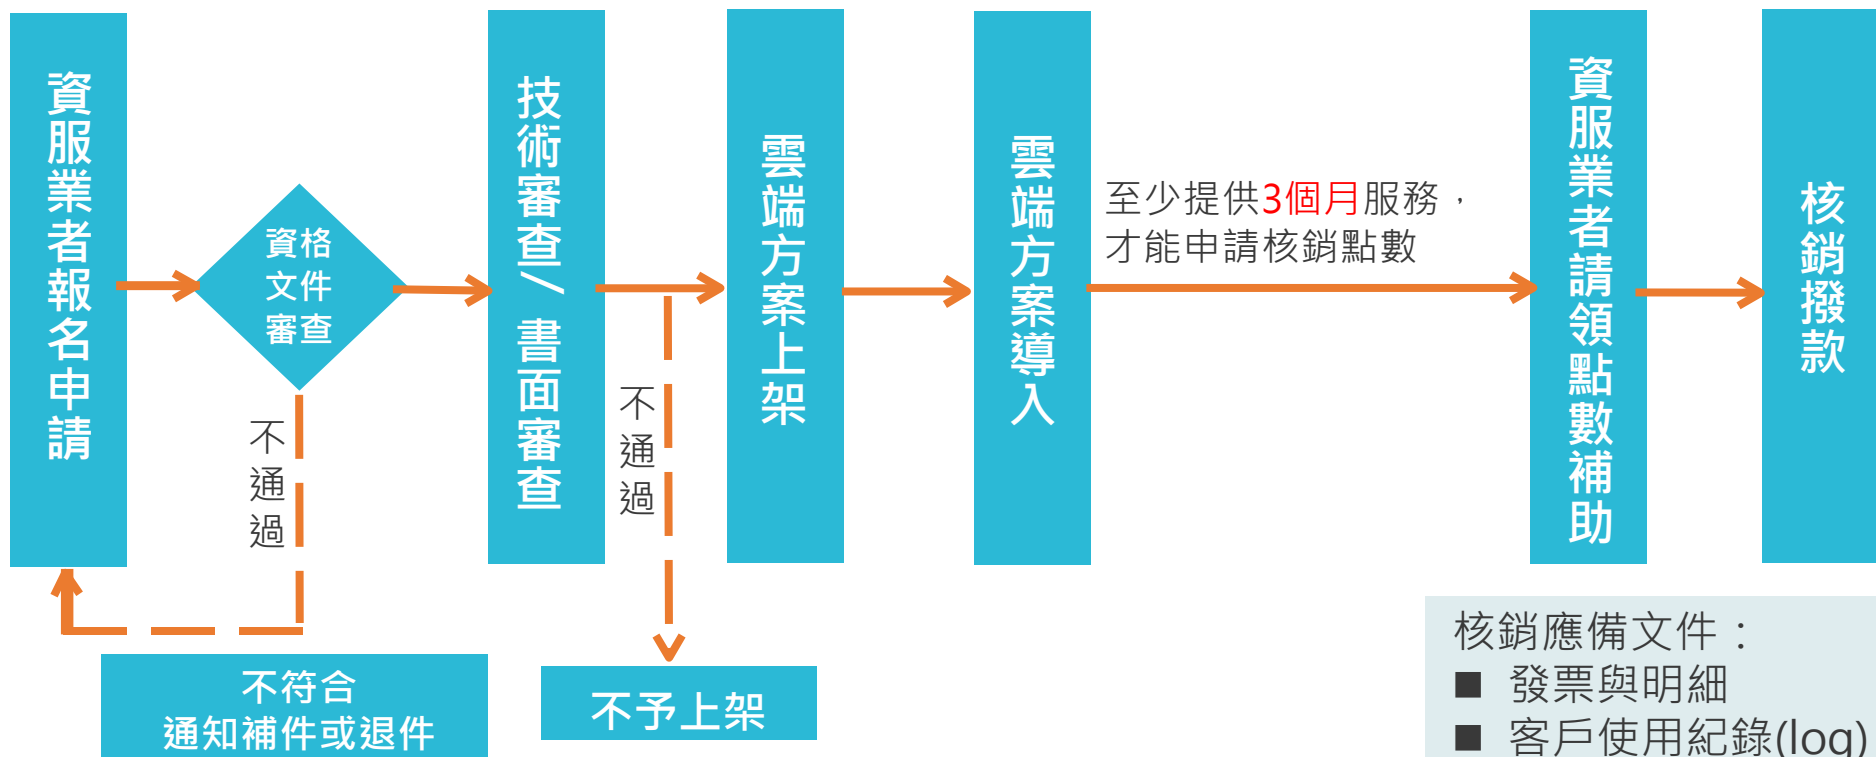 資服業者報名申請
資格
文件
審查
不通過
不符合
通知補件或退件
技術審查/書面審查
不通過
不予上架
雲端方案上架
雲端方案導入
至少提供3個月服務，
才能申請核銷點數
資服業者請領點數補助
核銷撥款
核銷應備文件：
■ 發票與明細
■ 客戶使用紀錄(log)